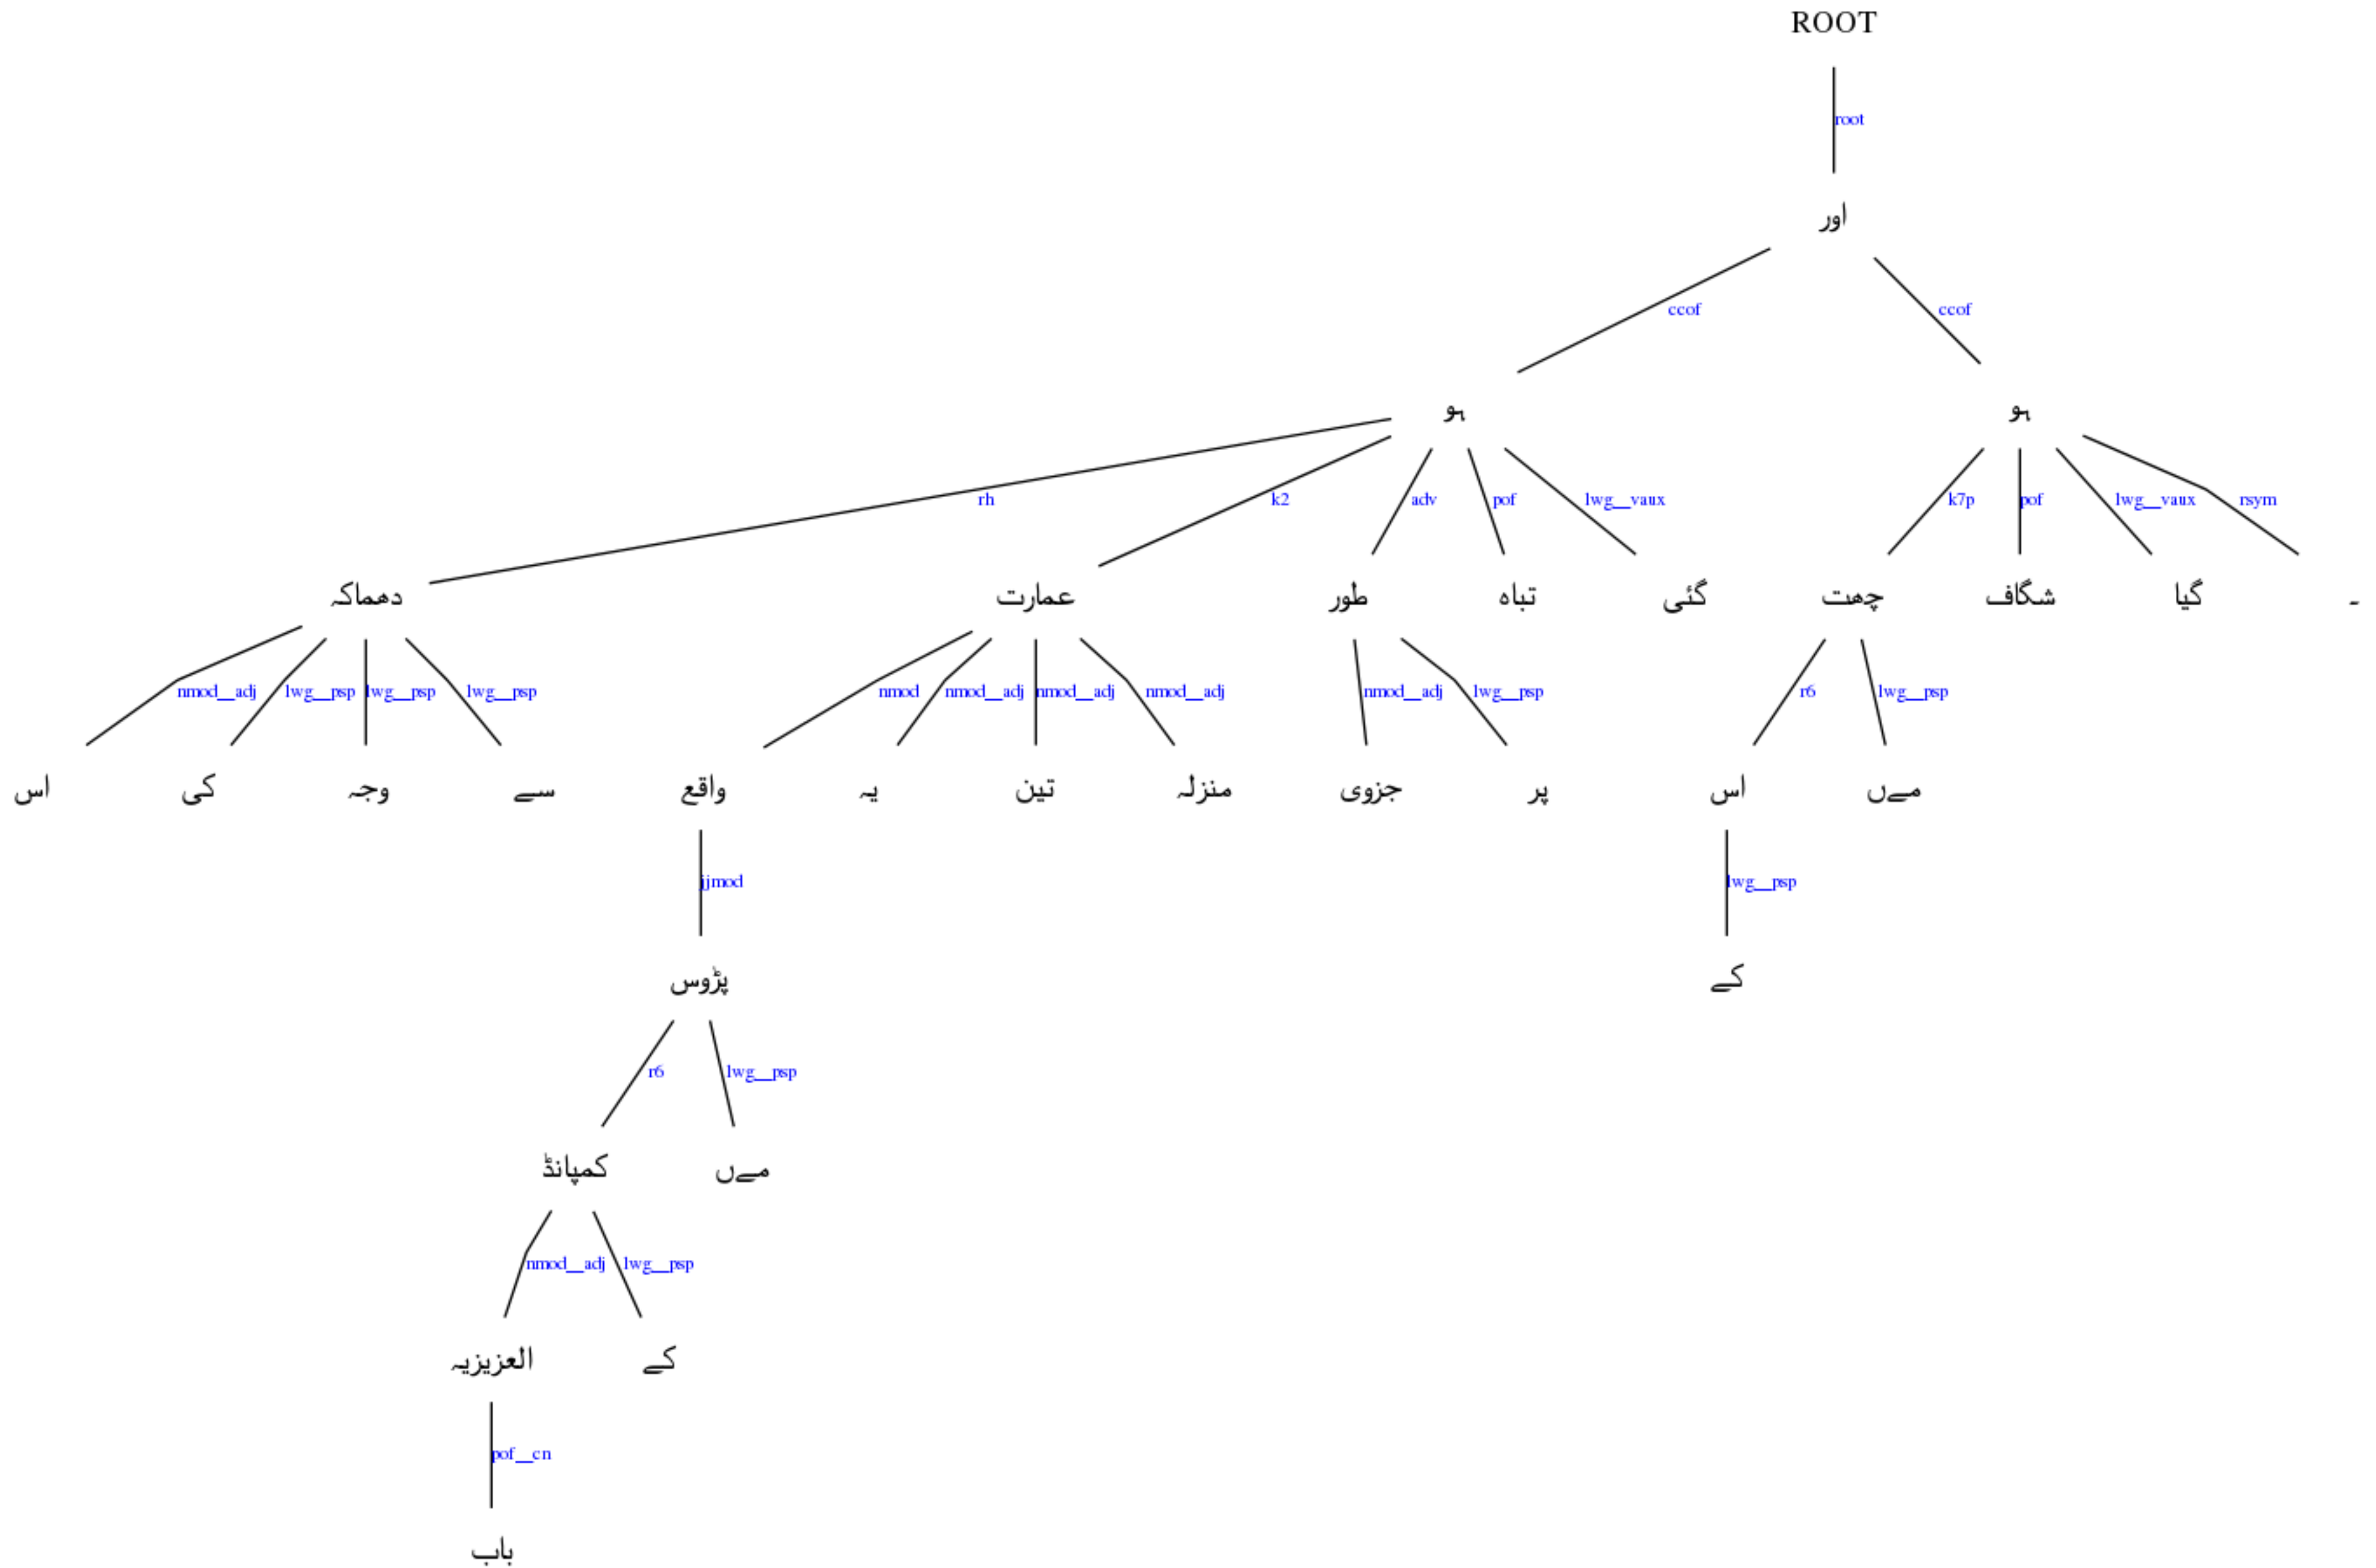 ROOT
root
اور
ccof ccof
ہو ہو
rh k2 adv pof lwg__vaux k7p pof lwg__vaux rsym
دھماکہ عمارت طور تباہ گئی چھت شگاف گیا ۔
nmod__adj lwg__psp lwg__psp lwg__psp nmod nmod__adj nmod__adj nmod__adj nmod__adj lwg__psp r6 lwg__psp
اس کی وجہ سے واقع یہ تین منزلہ جزوی پر اس مےں
jjmod lwg__psp
پڑوس کے
r6 lwg__psp
کمپانڈ مےں
nmod__adj lwg__psp
العزیزیہ کے
pof__cn
باب